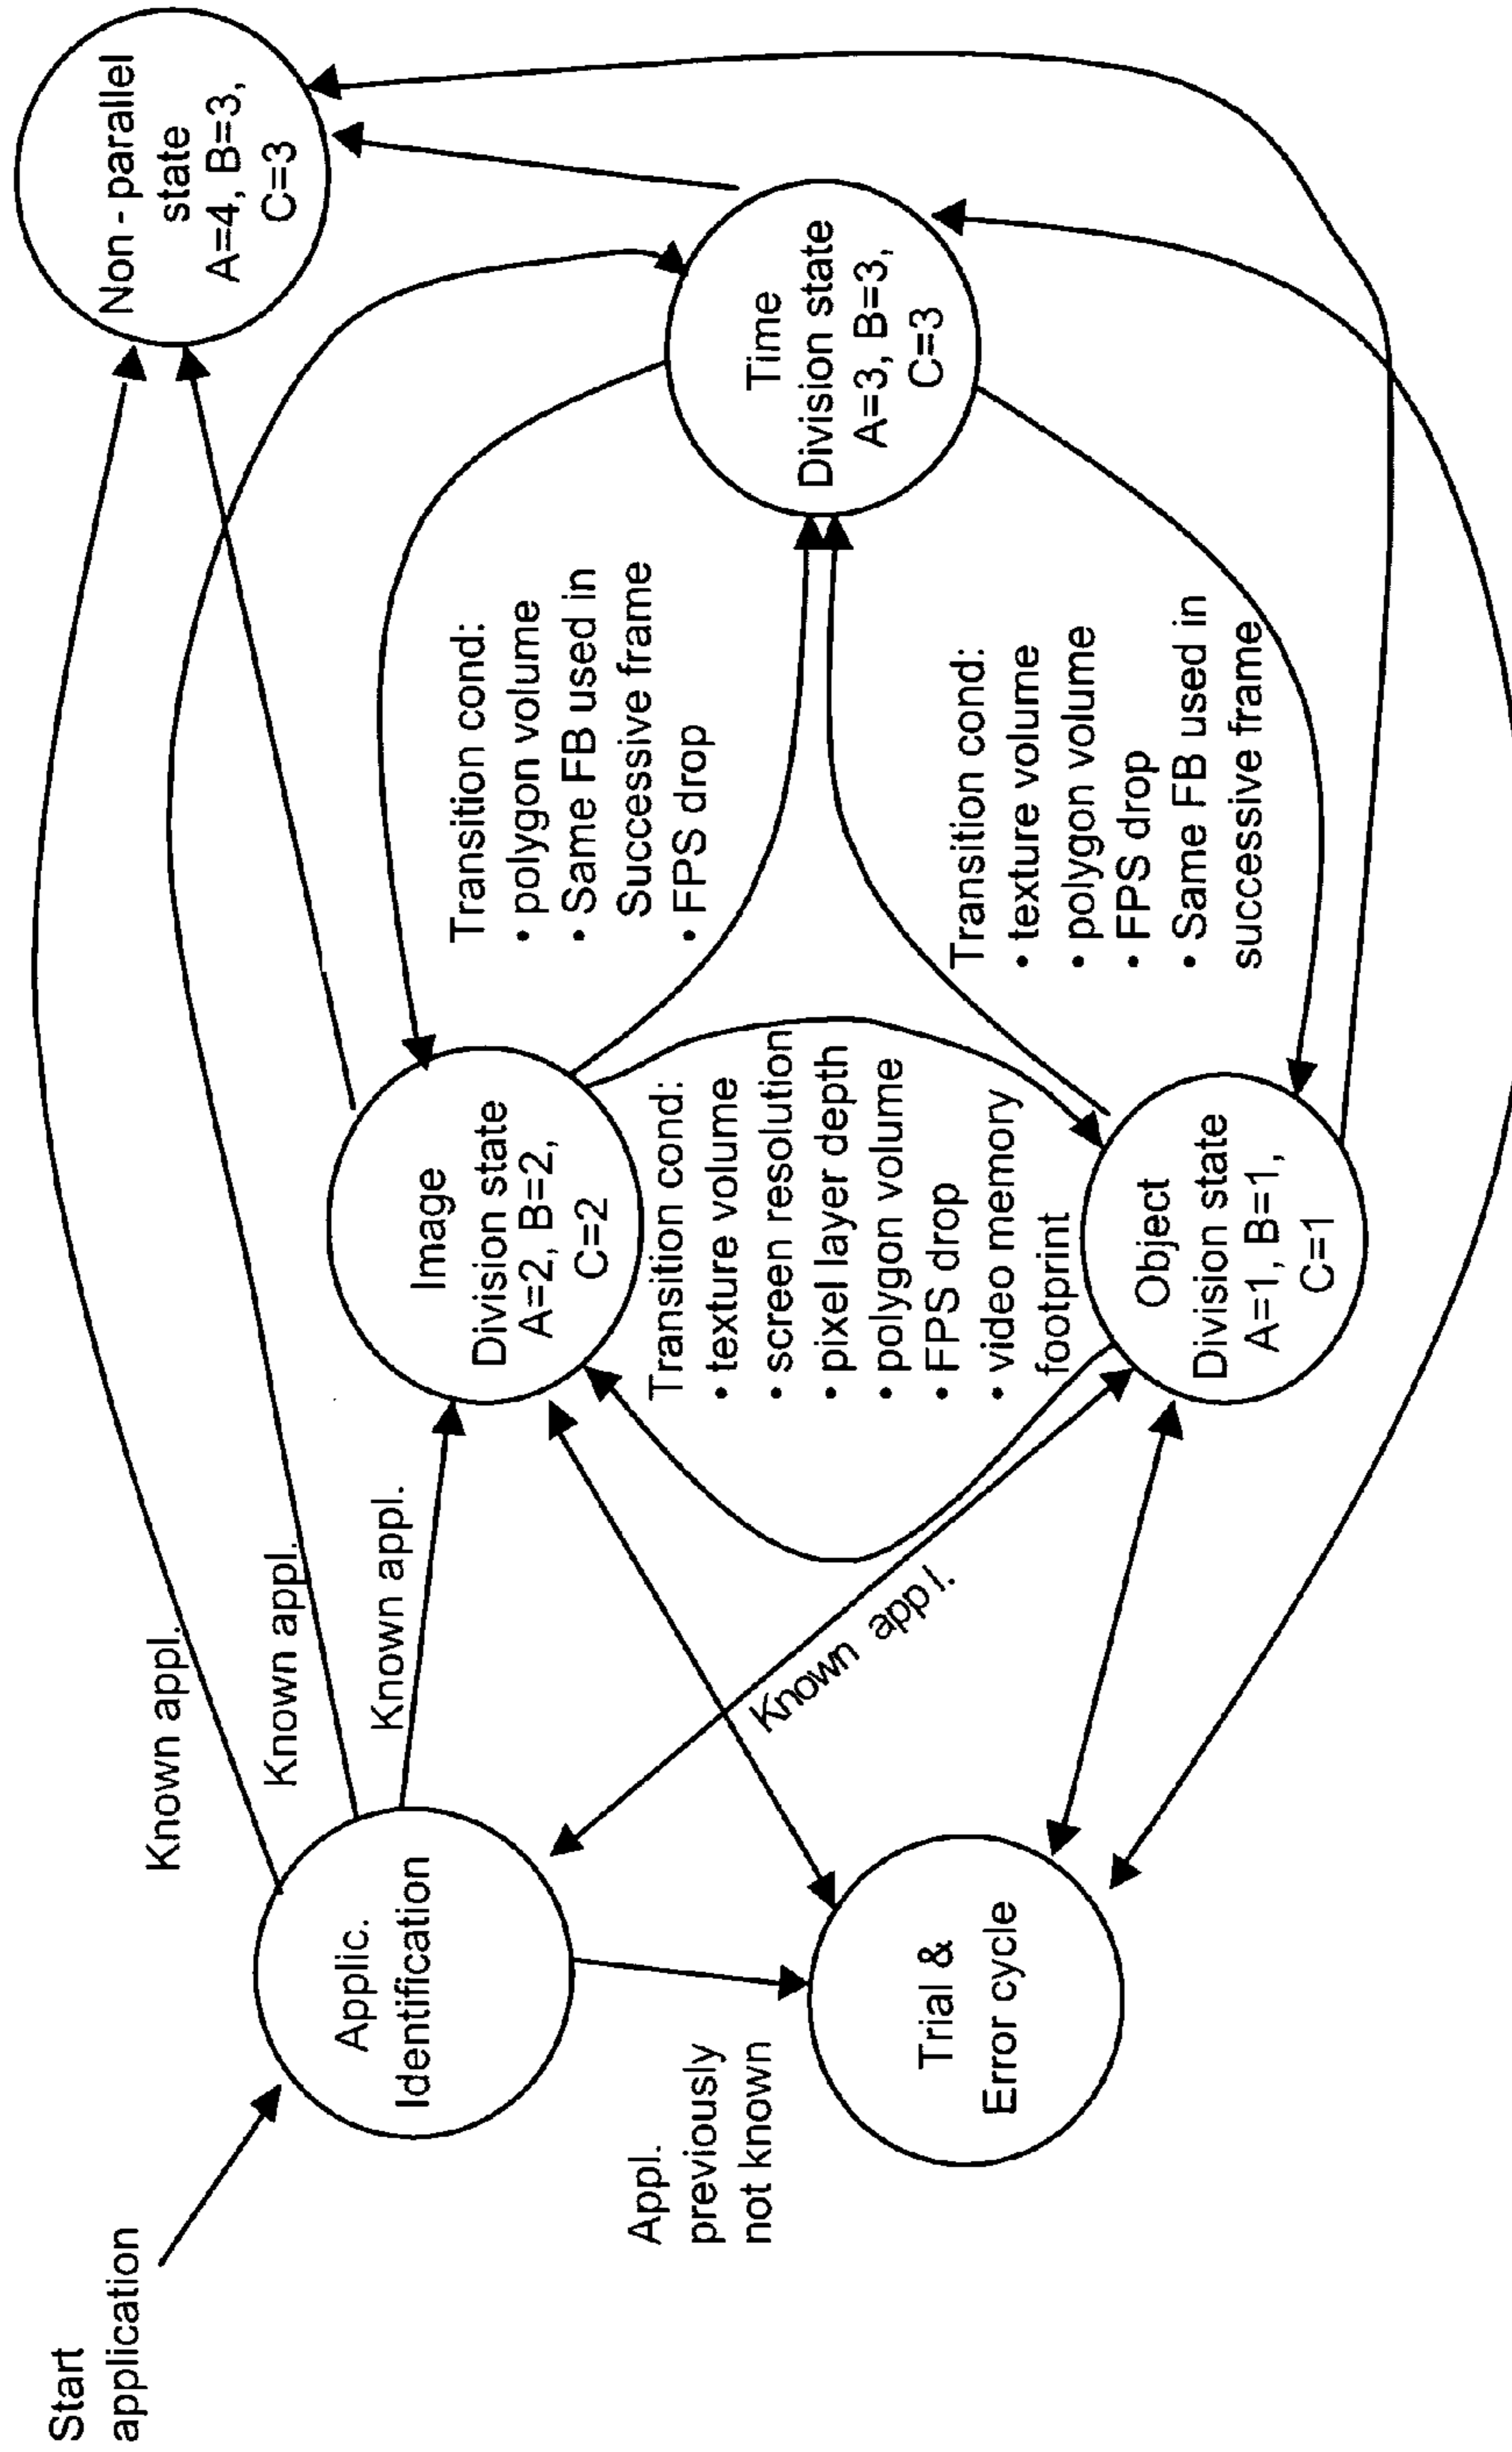 Start
application
Applic.
Identification
Appl.
previously
not known
Trial &
Error cycle
Known appl.
Known appl.
Known appl.
Known appl.
Image
Division state
A=2, B=2,
C=2
Transition cond:
• texture volume
• screen resolution
• pixel layer depth
• polygon volume
• FPS drop
• video memory
footprint
Object
Division state
A=1, B=1,
C=1
Transition cond:
• polygon volume
• Same FB used in
Successive frame
• FPS drop
Transition cond:
• texture volume
• polygon volume
• FPS drop
• Same FB used in
successive frame
Time
Division state
A=3, B=3,
C=3
Non-parallel
state
A=4, B=3,
C=3